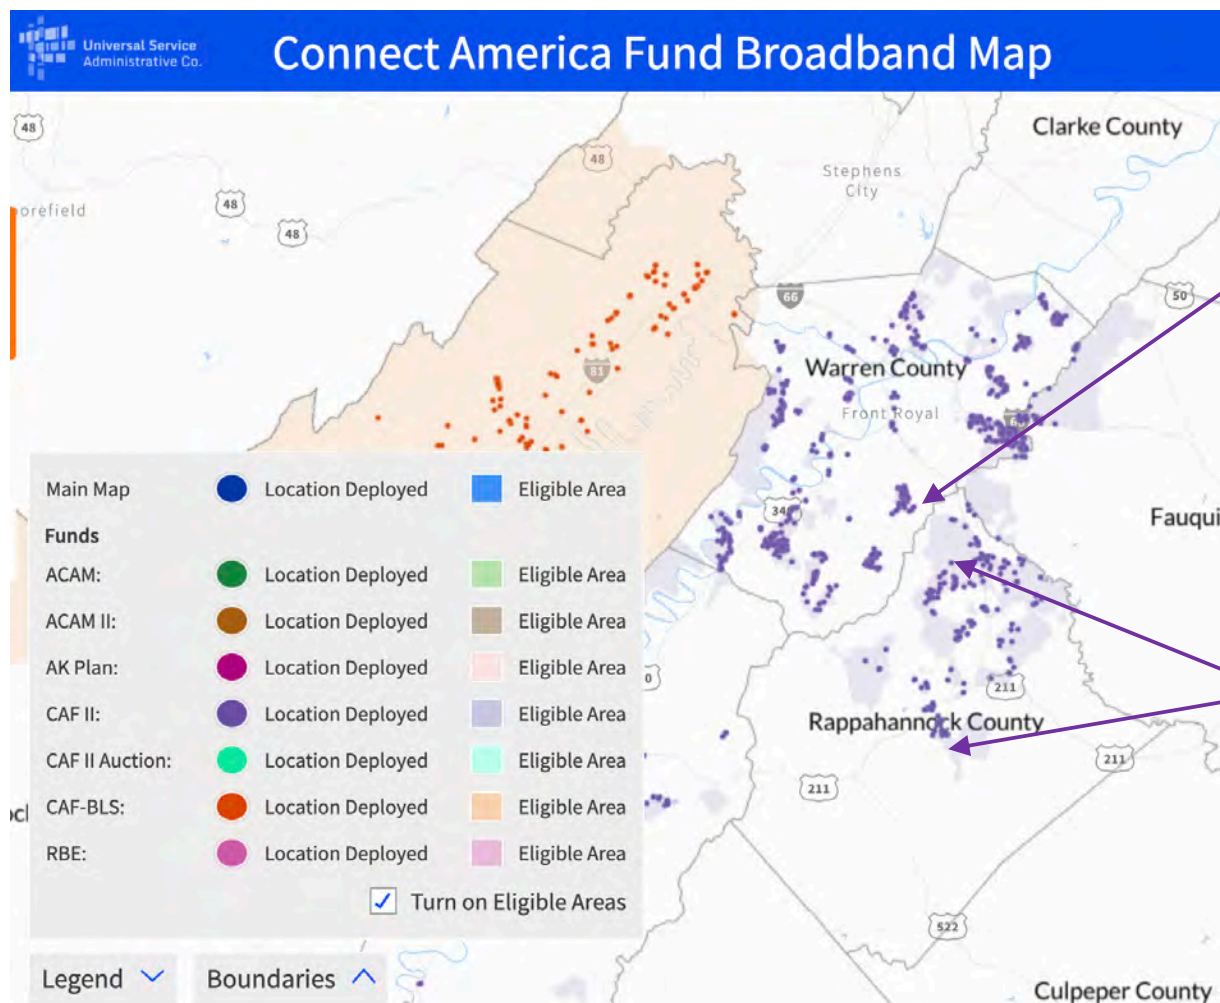 Universal Service
Administrative Co.
Connect America Fund Broadband Map
48
Clarke County
48
Stephens
City
orefield
48
48
50
66
Warren County
81
Front Royal
340
Fauqui
Main Map Location Deployed Eligible Area
Funds
ACAM: Location Deployed Eligible Area
ACAM II: Location Deployed Eligible Area
AK Plan: Location Deployed Eligible Area
0
211
CAF II: Location Deployed Eligible Area
Rappahannock County
CAF II Auction: Location Deployed Eligible Area
211
211
CAF-BLS: Location Deployed Eligible Area
RBE: Location Deployed Eligible Area
Turn on Eligible Areas
522
Legend
Boundaries
Culpeper County